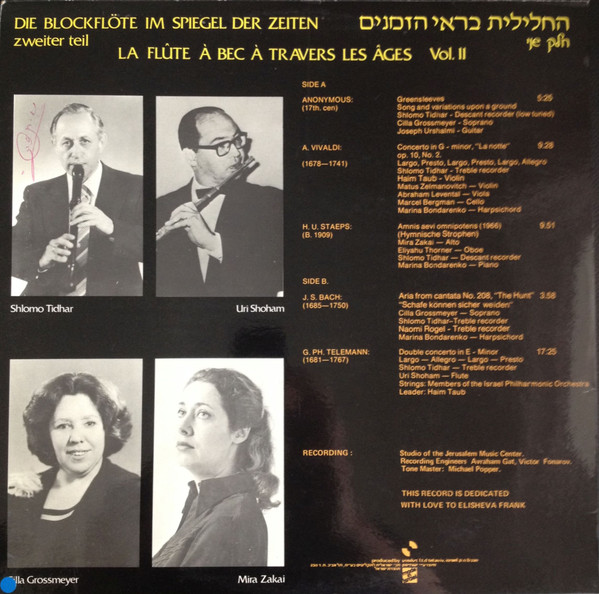 DIE BLOCKFLÖTE IM SPIEGEL DER ZEITEN
zweiter teil
החלילית בראי הזמנים
חלק שני
LA FLÛTE À BEC À TRAVERS LES ÂGES Vol. II
SIDE A
ANONYMOUS: Greensleeves 5:25
(17th. cen) Song and variations upon a ground
Shlomo Tidhar - Descant recorder (low tuned)
Cilla Grossmeyer - Soprano
Joseph Urshalmi - Guitar
A. VIVALDI: Concerto in G - minor, "La notte" 9:28
op. 10, No. 2.
(1678—1741) Largo, Presto, Largo, Presto, Largo, Allegro
Shlomo Tidhar - Treble recorder
Haim Taub - Violin
Matus Zelmanovitch — Violin
Abraham Levental — Viola
Marcel Bergman — Cello
Marina Bondarenko — Harpsichord
H. U. STAEPS: Amnis aevi omnipotens (1966) 9:51
(B. 1909) (Hymnische Strophen)
Mira Zakai — Alto
Eliyahu Thorner — Oboe
Shlomo Tidhar — Descant recorder
Marina Bondarenko — Piano
SIDE B.
J. S. BACH: Aria from cantata No. 208, "The Hunt" 3:58
(1685—1750) "Schafe können sicher weiden"
Cilla Grossmeyer — Soprano
Shlomo Tidhar-Treble recorder
Naomi Rogel - Treble recorder
Marina Bondarenko — Harpsichord
G. PH. TELEMANN: Double concerto in E - Minor 17:25
(1681—1767) Largo — Allegro — Largo — Presto
Shlomo Tidhar — Treble recorder
Uri Shoham — Flute
Strings: Members of the Israel Philharmonic Orchestra
Leader: Haim Taub
RECORDING : Studio of the Jerusalem Music Center.
Recording Engineers Avraham Gat, Victor Fonarov.
Tone Master: Michael Popper.
THIS RECORD IS DEDICATED
WITH LOVE TO ELISHEVA FRANK
Shlomo Tidhar
Uri Shoham
Cilla Grossmeyer
Mira Zakai
produced by